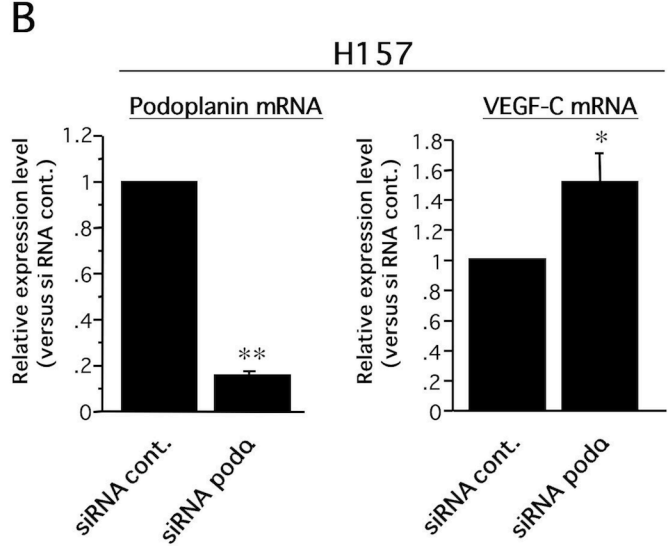 B
H157
Podoplanin mRNA
Relative expression level
(versus si RNA cont.)
1.2
1
.8
.6
.4
.2
0
**
siRNA cont.
siRNA podα
VEGF-C mRNA
Relative expression level
(versus si RNA cont.)
1.8
1.6
1.4
1.2
1
.8
.6
.4
.2
0
*
siRNA cont.
siRNA podα